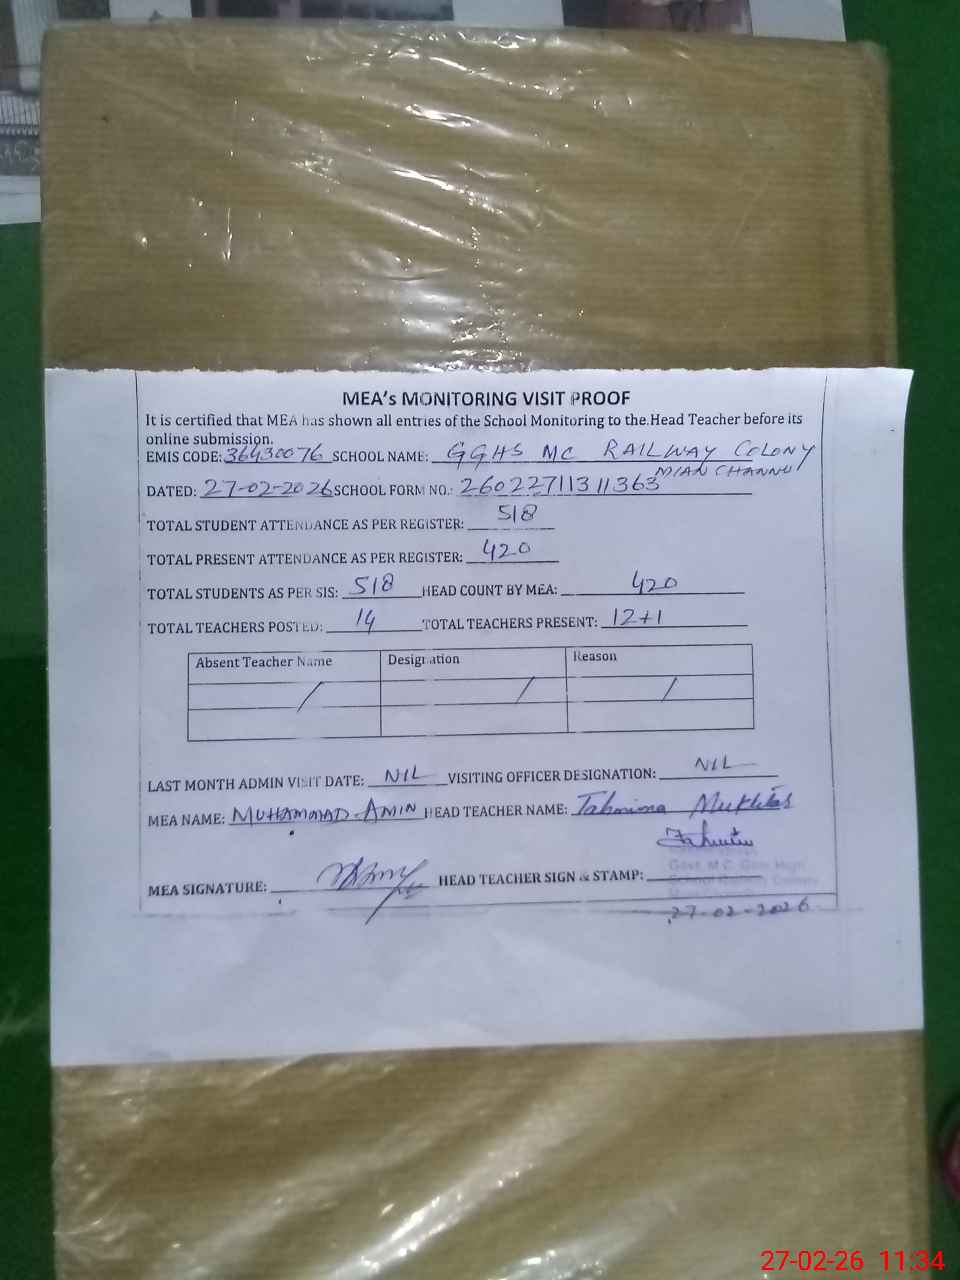 MEA's MONITORING VISIT PROOF
It is certified that MEA has shown all entries of the School Monitoring to the Head Teacher before its
online submission.
EMIS CODE: 36430076 SCHOOL NAME: GGHS MC RAILWAY COLONY
MIAN CHANNU
DATED: 27-02-2026 SCHOOL FORM NO.: 26022711311363
TOTAL STUDENT ATTENDANCE AS PER REGISTER: 518
TOTAL PRESENT ATTENDANCE AS PER REGISTER: 420
TOTAL STUDENTS AS PER SIS: 518 HEAD COUNT BY MEA: 420
TOTAL TEACHERS POSTED: 14 TOTAL TEACHERS PRESENT: 12+1
Absent Teacher Name Designation Reason
/ / /
LAST MONTH ADMIN VISIT DATE: NIL VISITING OFFICER DESIGNATION: NIL
MEA NAME: MUHAMMAD AMIN HEAD TEACHER NAME: Tahmina Mukhtar
MEA SIGNATURE: HEAD TEACHER SIGN & STAMP:
Govt. M.C. Girls High
27-02-2026
27-02-26 11:34